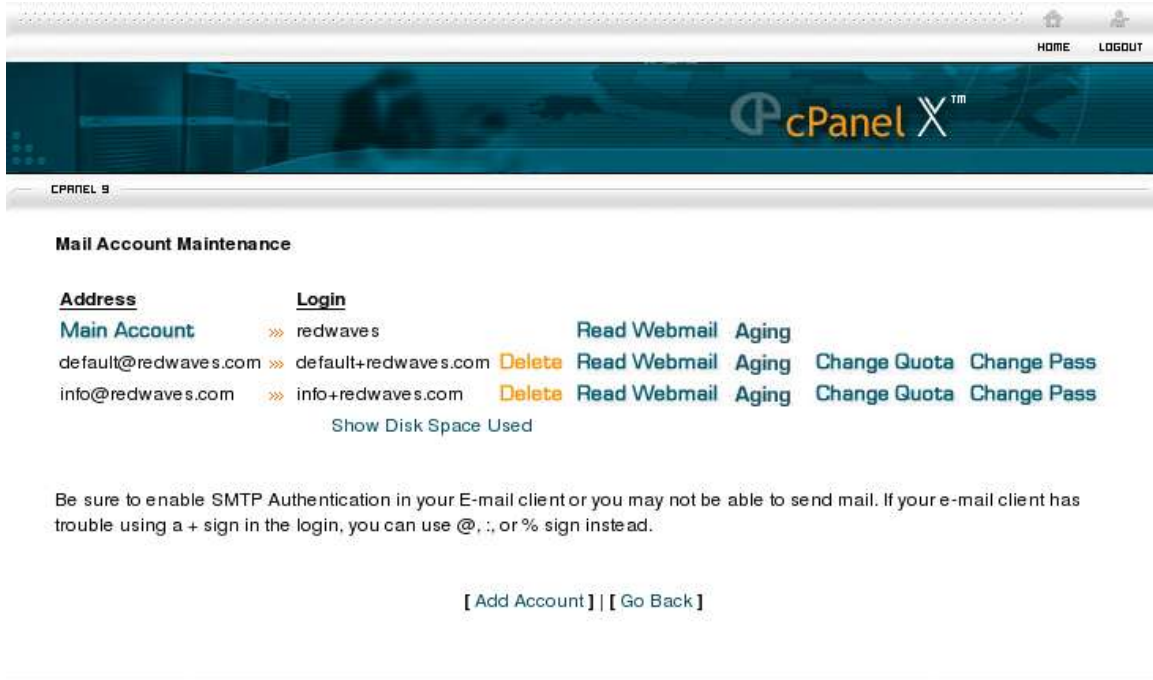 HOME LOGOUT
cPanel X™
CPANEL 9
Mail Account Maintenance
Address Login
Main Account »» redwaves Read Webmail Aging
default@redwaves.com »» default+redwaves.com Delete Read Webmail Aging Change Quota Change Pass
info@redwaves.com »» info+redwaves.com Delete Read Webmail Aging Change Quota Change Pass
Show Disk Space Used
Be sure to enable SMTP Authentication in your E-mail client or you may not be able to send mail. If your e-mail client has
trouble using a + sign in the login, you can use @, :, or % sign instead.
[ Add Account ] | [ Go Back ]